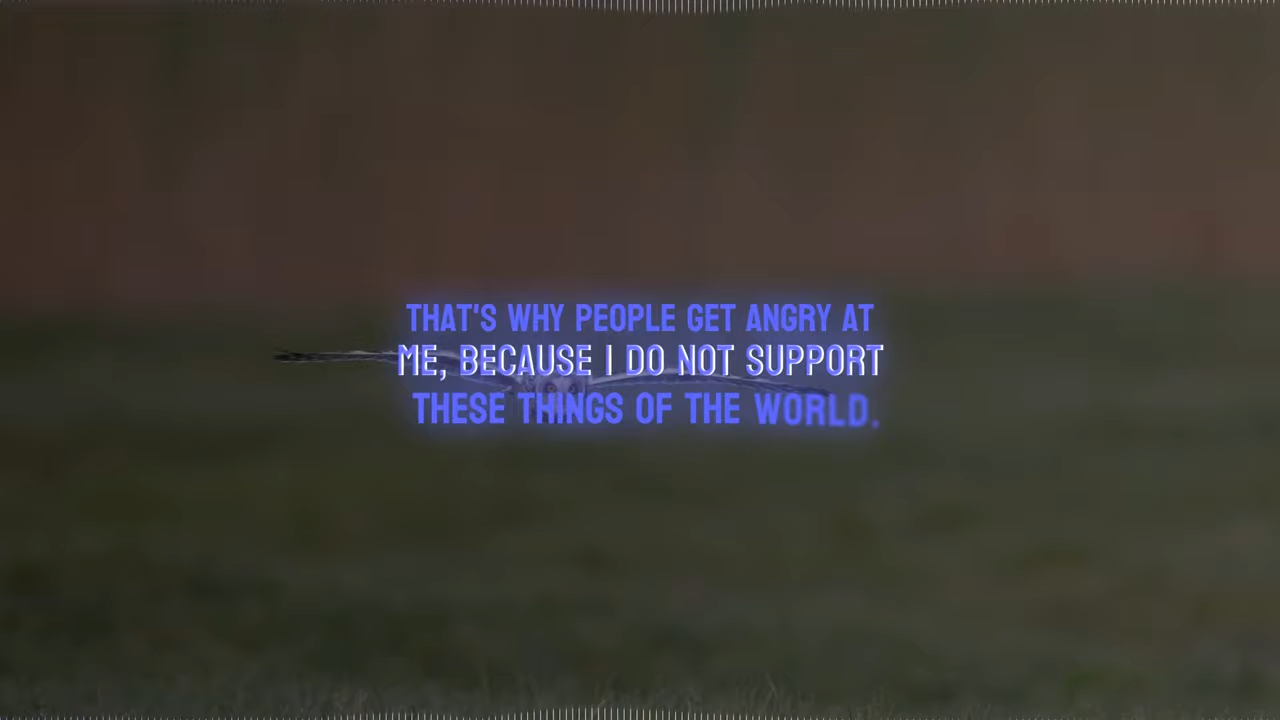 THAT'S WHY PEOPLE GET ANGRY AT
ME, BECAUSE I DO NOT SUPPORT
THESE THINGS OF THE WORLD.